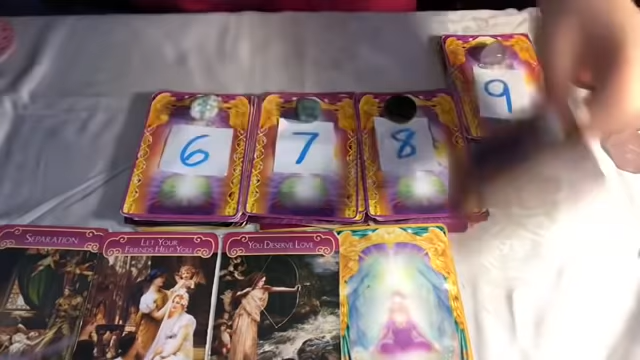 9
6
7
8
SEPARATION
LET YOUR
FRIENDS HELP YOU
YOU DESERVE LOVE